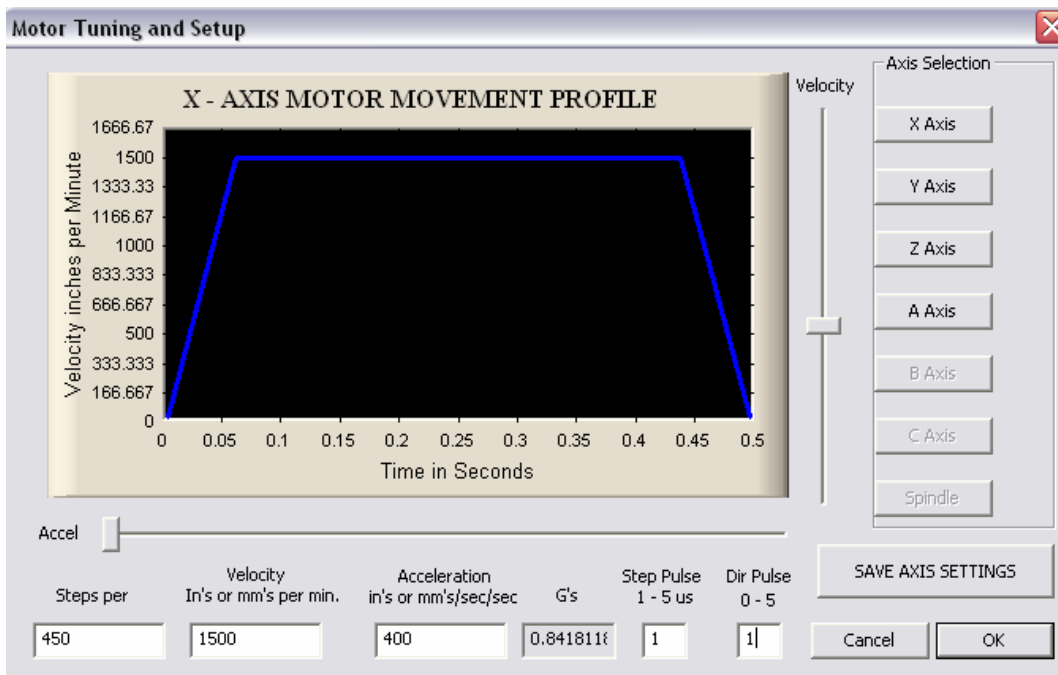 Motor Tuning and Setup
X - AXIS MOTOR MOVEMENT PROFILE
Velocity inches per Minute
1666.67
1500
1333.33
1166.67
1000
833.333
666.667
500
333.333
166.667
0
0 0.05 0.1 0.15 0.2 0.25 0.3 0.35 0.4 0.45 0.5
Time in Seconds
Velocity
Axis Selection
X Axis
Y Axis
Z Axis
A Axis
B Axis
C Axis
Spindle
Accel
Steps per
Velocity
In's or mm's per min.
Acceleration
in's or mm's/sec/sec
G's
Step Pulse
1 - 5 us
Dir Pulse
0 - 5
SAVE AXIS SETTINGS
450
1500
400
0.8418118
1
1
Cancel
OK